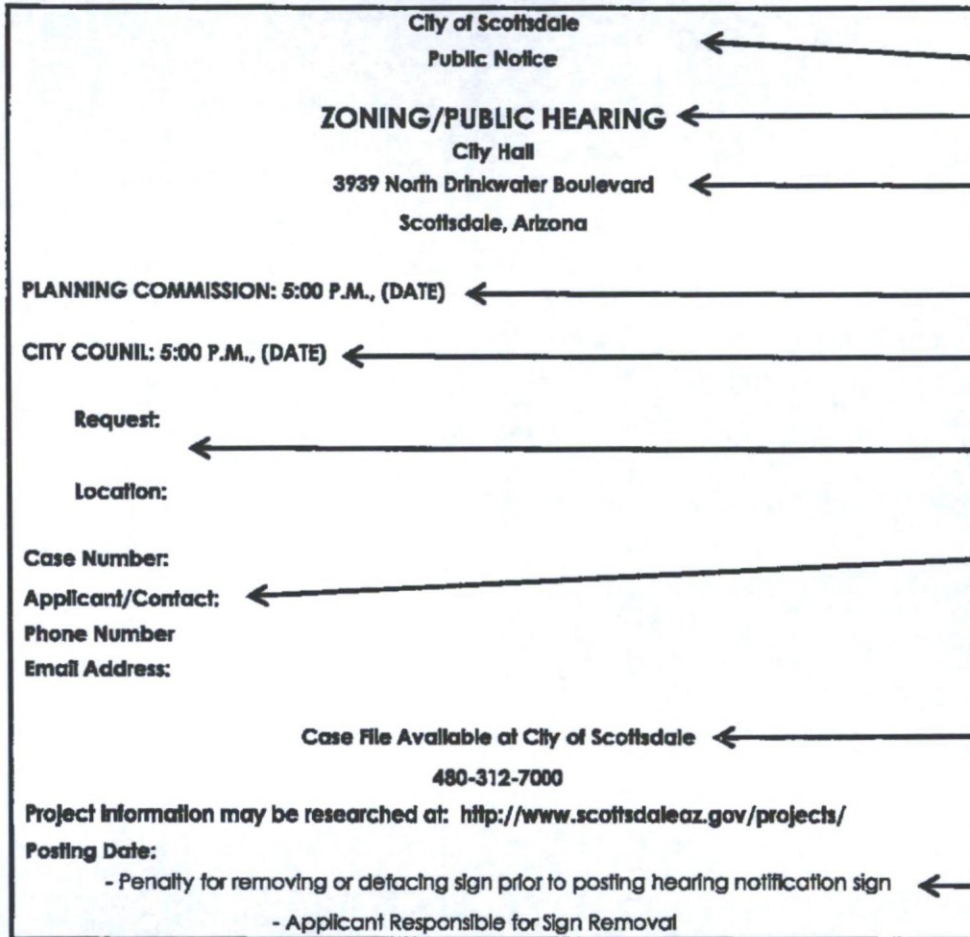 City of Scottsdale
Public Notice
ZONING/PUBLIC HEARING
City Hall
3939 North Drinkwater Boulevard
Scottsdale, Arizona
PLANNING COMMISSION: 5:00 P.M., (DATE)
CITY COUNIL: 5:00 P.M., (DATE)
Request:
Location:
Case Number:
Applicant/Contact:
Phone Number
Email Address:
Case File Available at City of Scottsdale
480-312-7000
Project information may be researched at: http://www.scottsdaleaz.gov/projects/
Posting Date:
- Penalty for removing or defacing sign prior to posting hearing notification sign
- Applicant Responsible for Sign Removal